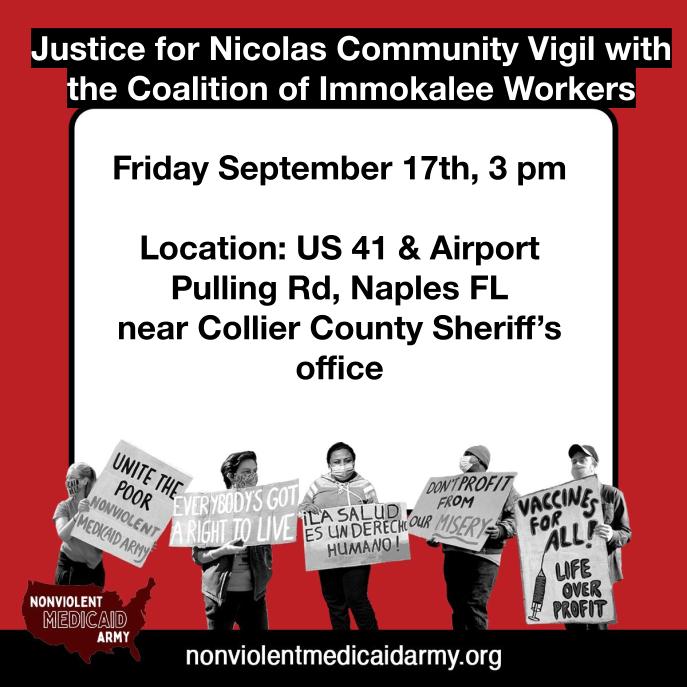 Justice for Nicolas Community Vigil with
the Coalition of Immokalee Workers
Friday September 17th, 3 pm
Location: US 41 & Airport
Pulling Rd, Naples FL
near Collier County Sheriff's
office
UNITE THE
POOR
NONVIOLENT
MEDICAID ARMY
EVERYBODY'S GOT
A RIGHT TO LIVE
¡LA SALUD
ES UN DERECHO
HUMANO!
DON'T PROFIT
FROM
OUR MISERY
VACCINES
FOR
ALL!
LIFE
OVER
PROFIT
NONVIOLENT
MEDICAID
ARMY
nonviolentmedicaidarmy.org